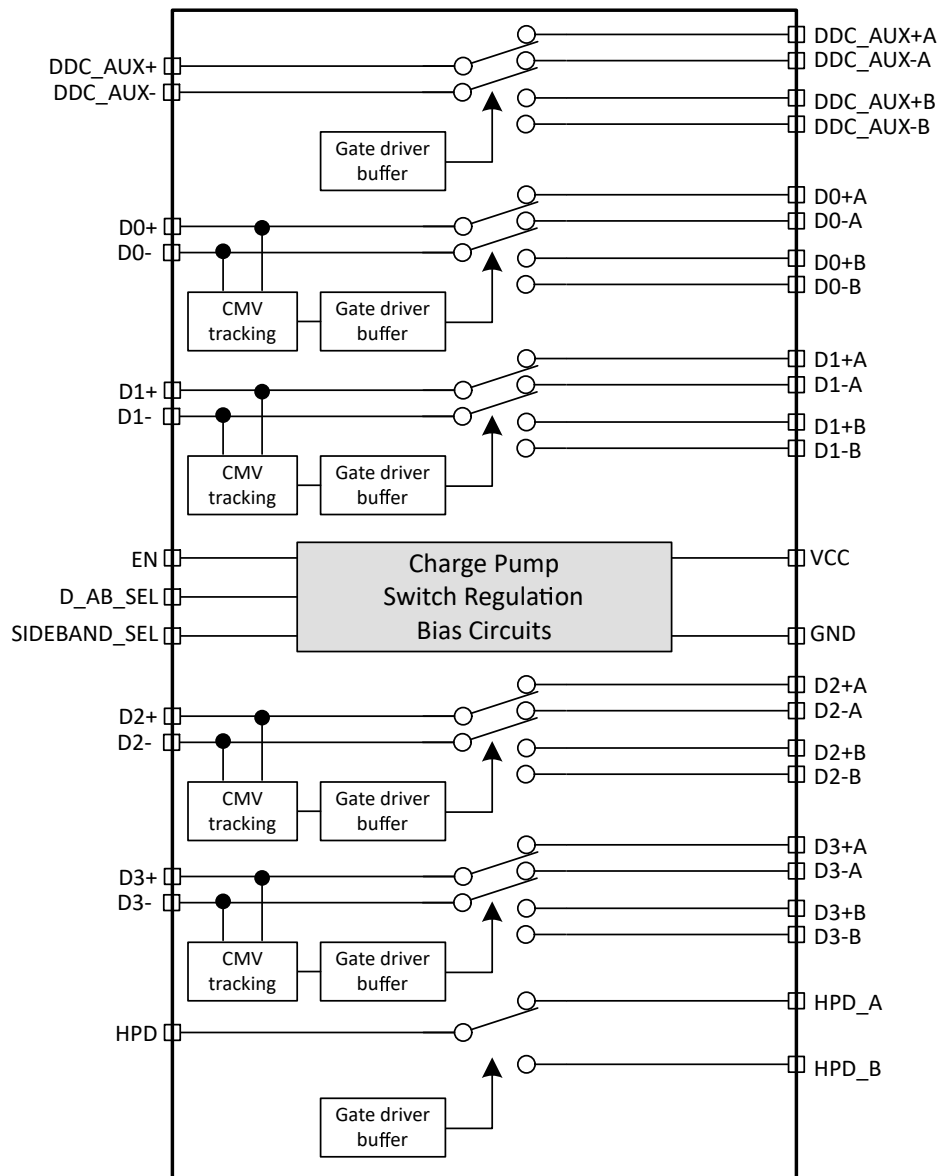 DDC_AUX+
DDC_AUX-
DDC_AUX+A
DDC_AUX-A
DDC_AUX+B
DDC_AUX-B
Gate driver
buffer
D0+
D0-
D0+A
D0-A
D0+B
D0-B
CMV
tracking
Gate driver
buffer
D1+
D1-
D1+A
D1-A
D1+B
D1-B
CMV
tracking
Gate driver
buffer
EN
D_AB_SEL
SIDEBAND_SEL
Charge Pump
Switch Regulation
Bias Circuits
VCC
GND
D2+
D2-
D2+A
D2-A
D2+B
D2-B
CMV
tracking
Gate driver
buffer
D3+
D3-
D3+A
D3-A
D3+B
D3-B
CMV
tracking
Gate driver
buffer
HPD
HPD_A
HPD_B
Gate driver
buffer